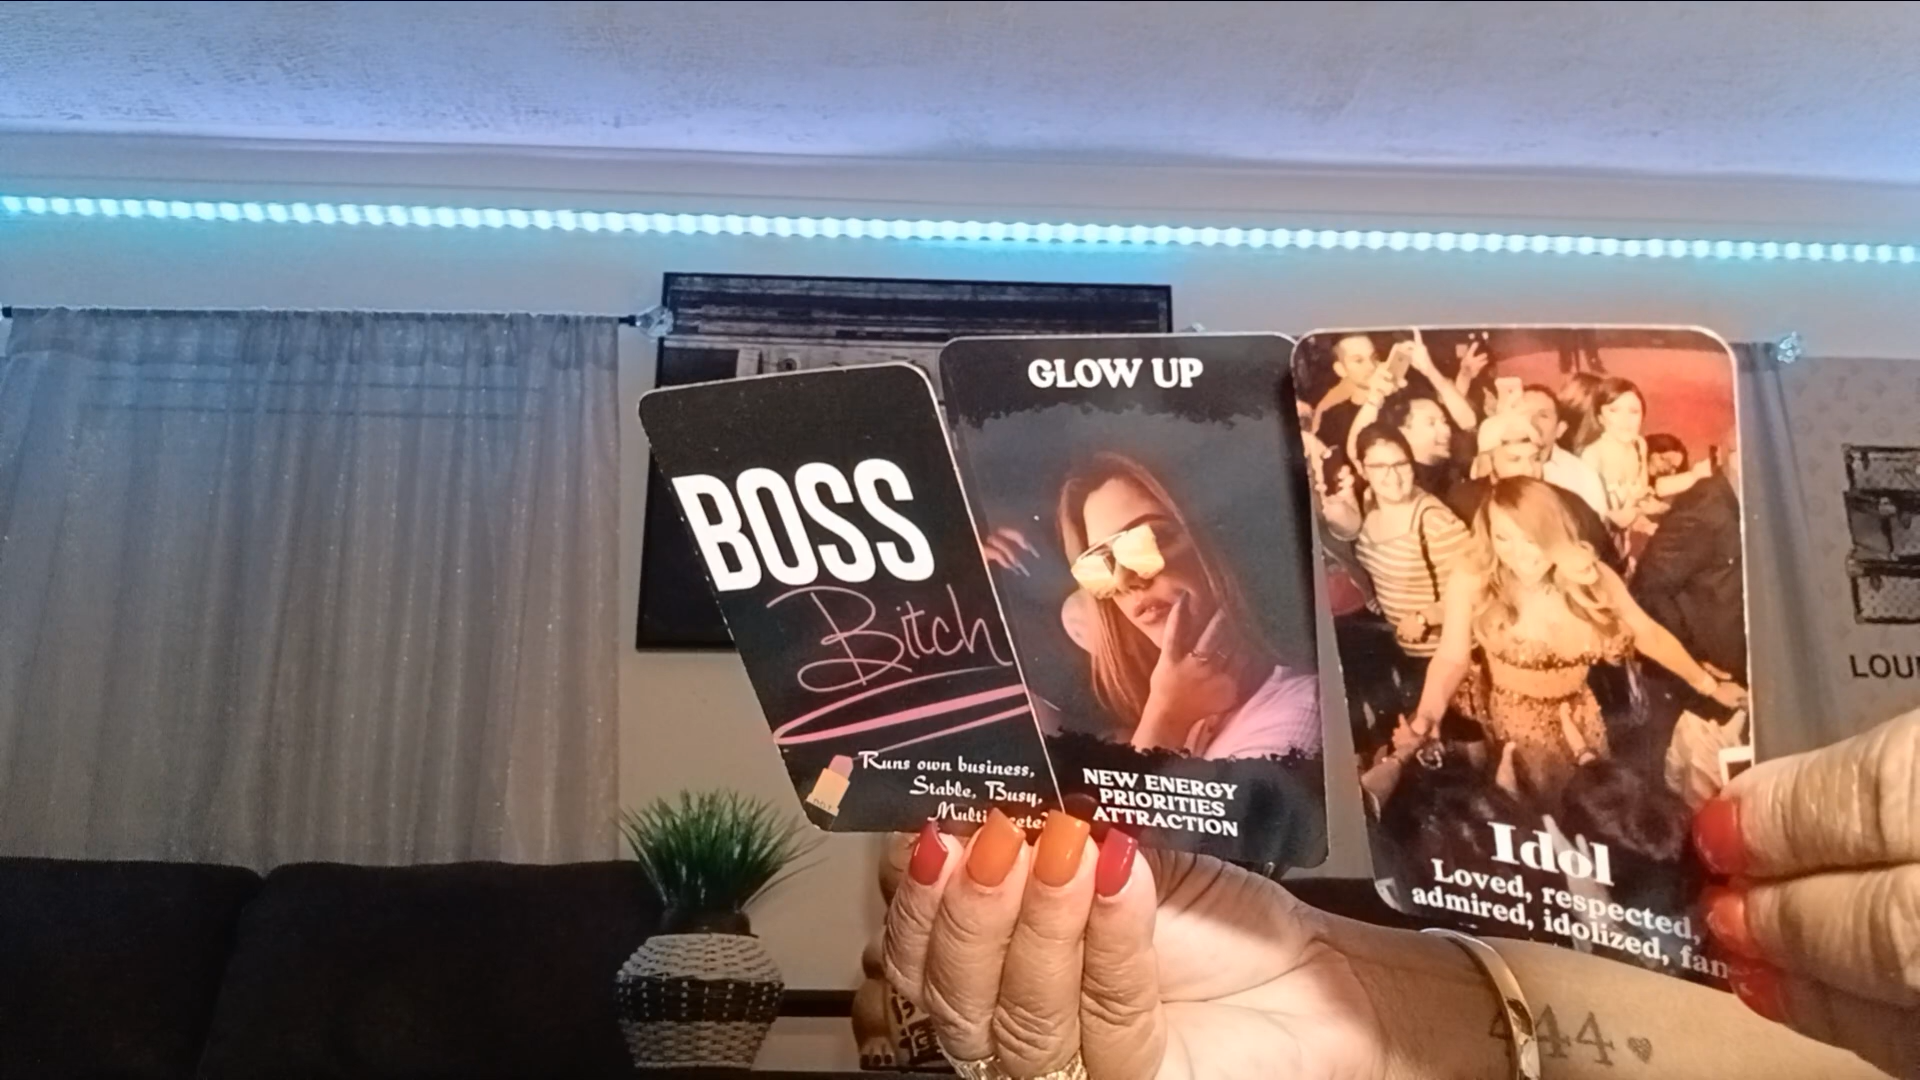 BOSS
Bitch
Runs own business,
Stable, Busy,
GLOW UP
NEW ENERGY
PRIORITIES
ATTRACTION
Idol
Loved, respected,
admired, idolized,
444